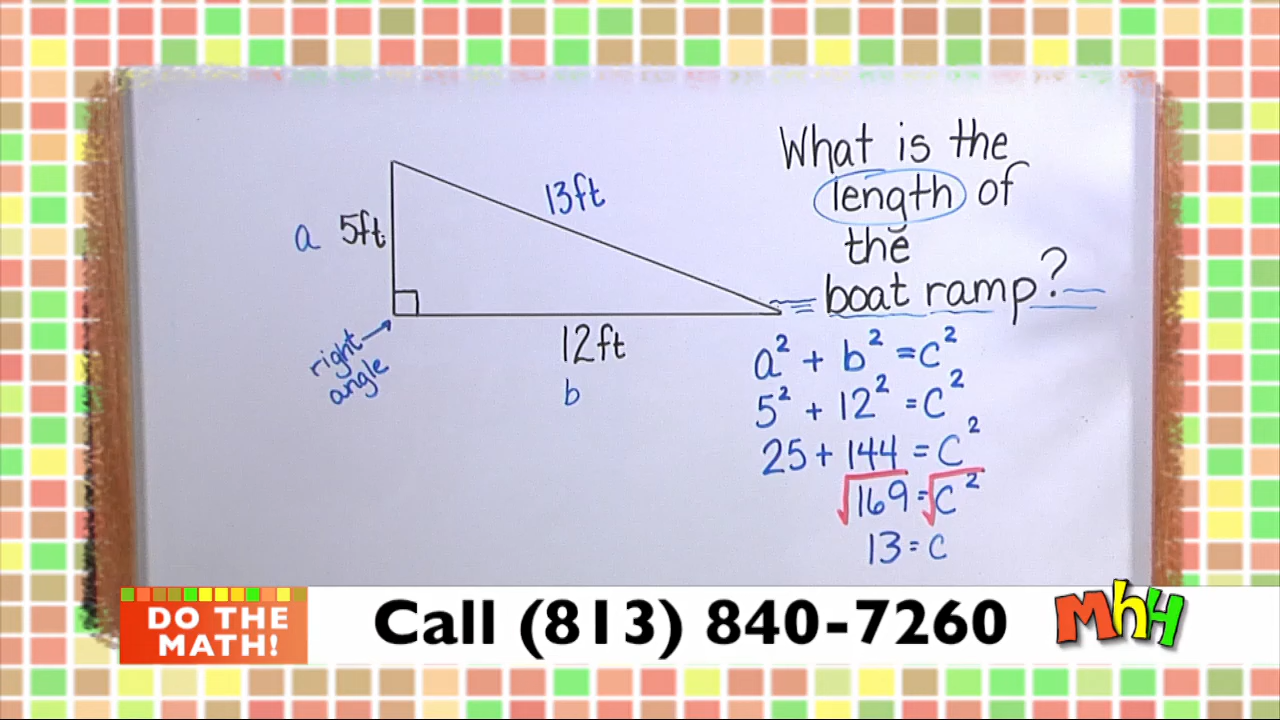 What is the
length of
the
boat ramp?
13ft
a 5ft.
right
angle
12ft
b
a² + b² = c²
5² + 12² = c²
25 + 144 = c²
√169 = √c²
13 = c
DO THE
MATH!
Call (813) 840-7260
Mh4